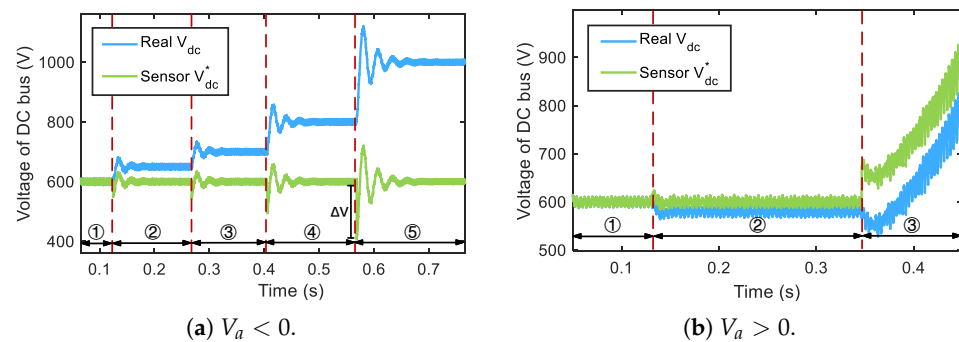 Voltage of DC bus (V)
1000
800
600
400
Real V_dc
Sensor V*_dc
ΔV
① ② ③ ④ ⑤
0.1 0.2 0.3 0.4 0.5 0.6 0.7
Time (s)
(a) V_a < 0.
Voltage of DC bus (V)
900
800
700
600
500
Real V_dc
Sensor V*_dc
① ② ③
0.1 0.2 0.3 0.4
Time (s)
(b) V_a > 0.